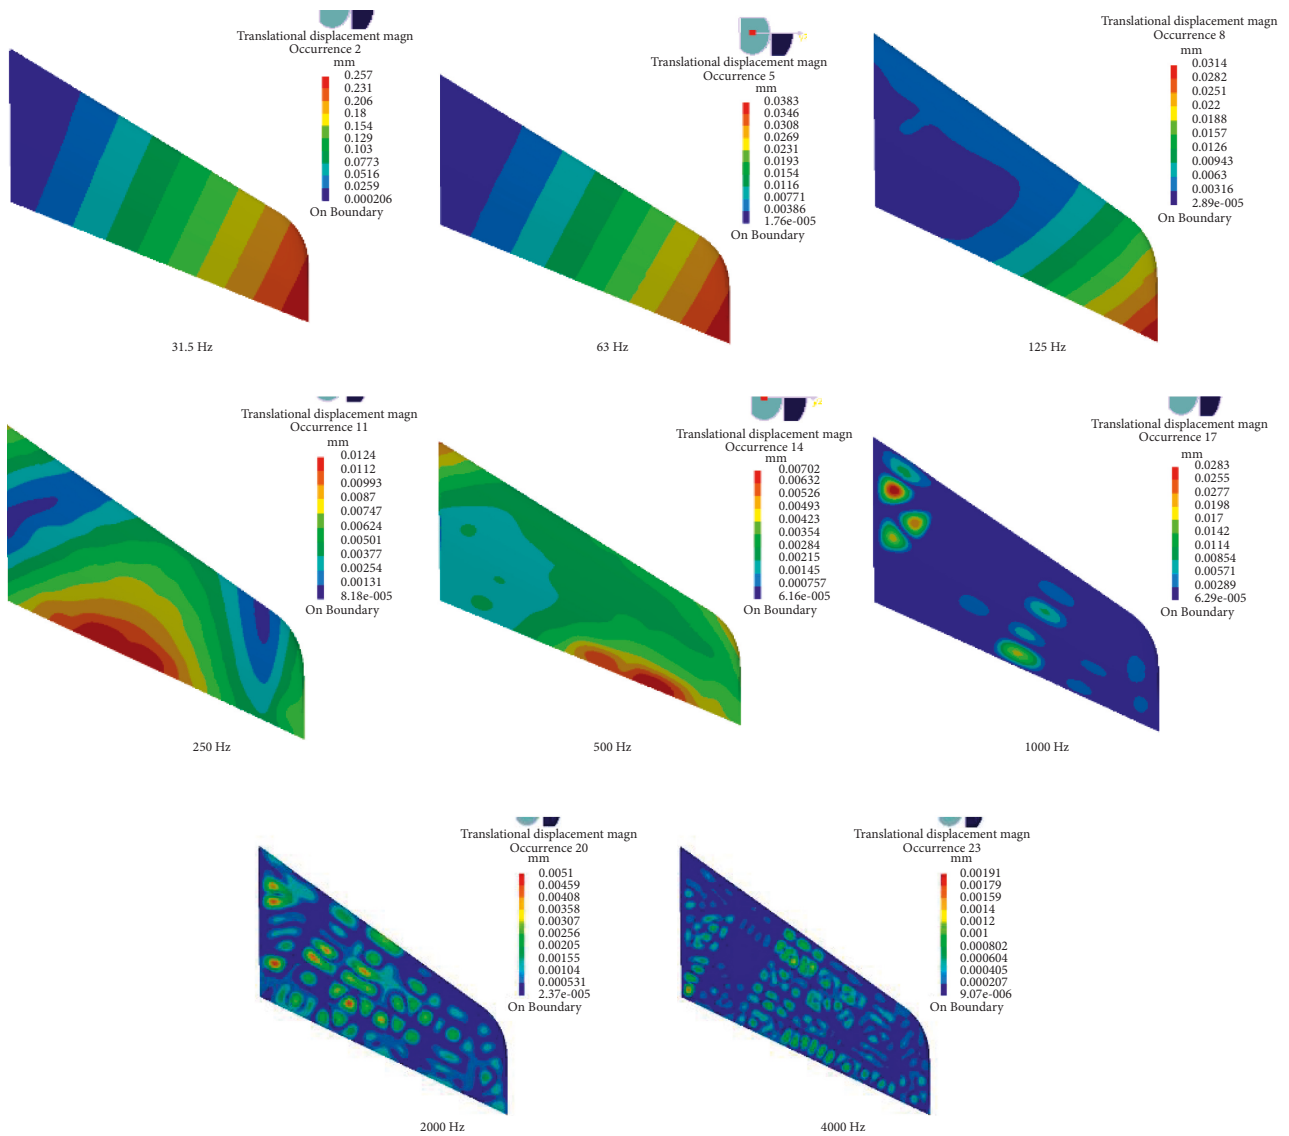 Translational displacement magn
Occurrence 2
mm
0.257
0.231
0.206
0.18
0.154
0.129
0.103
0.0773
0.0516
0.0259
0.000206
On Boundary
31.5 Hz
Translational displacement magn
Occurrence 5
mm
0.0383
0.0346
0.0308
0.0269
0.0231
0.0193
0.0154
0.0116
0.00771
0.00386
1.76e-005
On Boundary
63 Hz
Translational displacement magn
Occurrence 8
mm
0.0314
0.0282
0.0251
0.022
0.0188
0.0157
0.0126
0.00943
0.0063
0.00316
2.89e-005
On Boundary
125 Hz
Translational displacement magn
Occurrence 11
mm
0.0124
0.0112
0.00993
0.0087
0.00747
0.00624
0.00501
0.00377
0.00254
0.00131
8.18e-005
On Boundary
250 Hz
Translational displacement magn
Occurrence 14
mm
0.00702
0.00632
0.00526
0.00493
0.00423
0.00354
0.00284
0.00215
0.00145
0.000757
6.16e-005
On Boundary
500 Hz
Translational displacement magn
Occurrence 17
mm
0.0283
0.0255
0.0277
0.0198
0.017
0.0142
0.0114
0.00854
0.00571
0.00289
6.29e-005
On Boundary
1000 Hz
Translational displacement magn
Occurrence 20
mm
0.0051
0.00459
0.00408
0.00358
0.00307
0.00256
0.00205
0.00155
0.00104
0.000531
2.37e-005
On Boundary
2000 Hz
Translational displacement magn
Occurrence 23
mm
0.00191
0.00179
0.00159
0.0014
0.0012
0.001
0.000802
0.000604
0.000405
0.000207
9.07e-006
On Boundary
4000 Hz